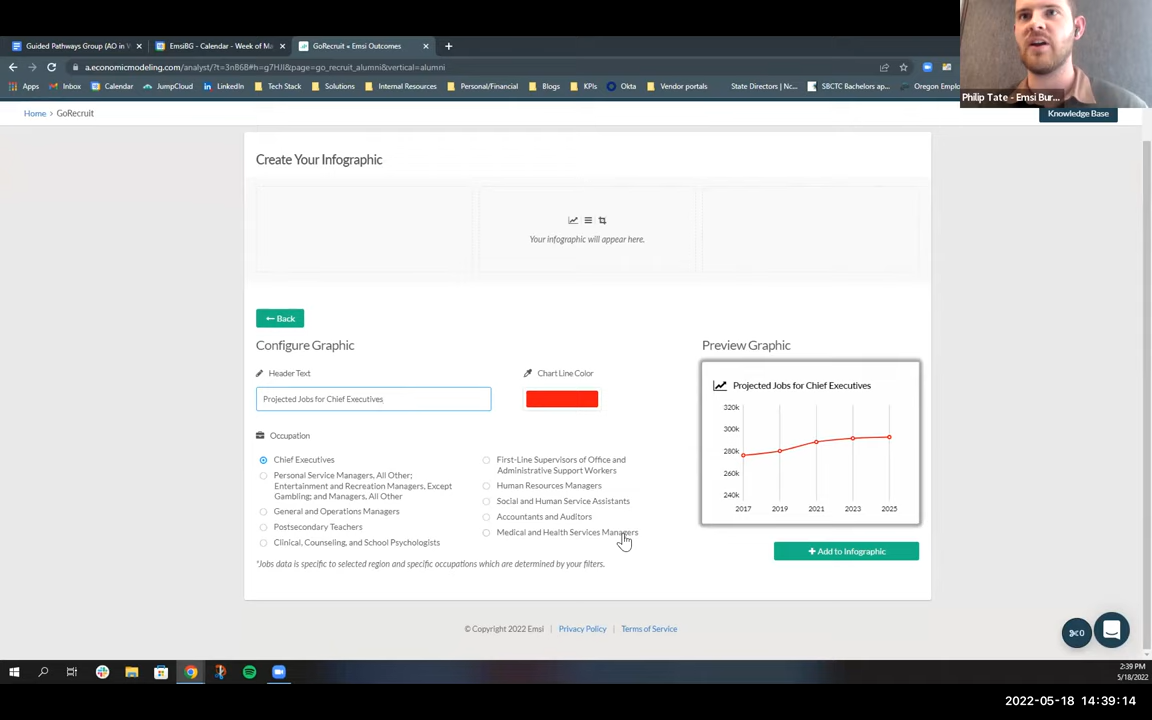 Guided Pathways Group (AO in V
EmsiBG - Calendar - Week of Ma
GoRecruit • Emsi Outcomes
a.economicmodeling.com/analyst/?t=3n868#h=g7HJI&page=go_recruit_alumni&vertical=alumni
Apps
Inbox
Calendar
JumpCloud
LinkedIn
Tech Stack
Solutions
Internal Resources
Personal/Financial
Blogs
KPIs
Okta
Vendor portals
State Directors | Nc...
SBCTC Bachelors ap...
Oregon Emplo
Philip Tate - Emsi Bur...
Home > GoRecruit
Knowledge Base
Create Your Infographic
Your infographic will appear here.
← Back
Configure Graphic
Preview Graphic
Header Text
Chart Line Color
Projected Jobs for Chief Executives
Projected Jobs for Chief Executives
320k
300k
280k
260k
240k
2017 2019 2021 2023 2025
Occupation
Chief Executives
Personal Service Managers, All Other;
Entertainment and Recreation Managers, Except
Gambling; and Managers, All Other
General and Operations Managers
Postsecondary Teachers
Clinical, Counseling, and School Psychologists
First-Line Supervisors of Office and
Administrative Support Workers
Human Resources Managers
Social and Human Service Assistants
Accountants and Auditors
Medical and Health Services Managers
+ Add to Infographic
*Jobs data is specific to selected region and specific occupations which are determined by your filters.
© Copyright 2022 Emsi | Privacy Policy | Terms of Service
2:39 PM
5/18/2022
2022-05-18 14:39:14